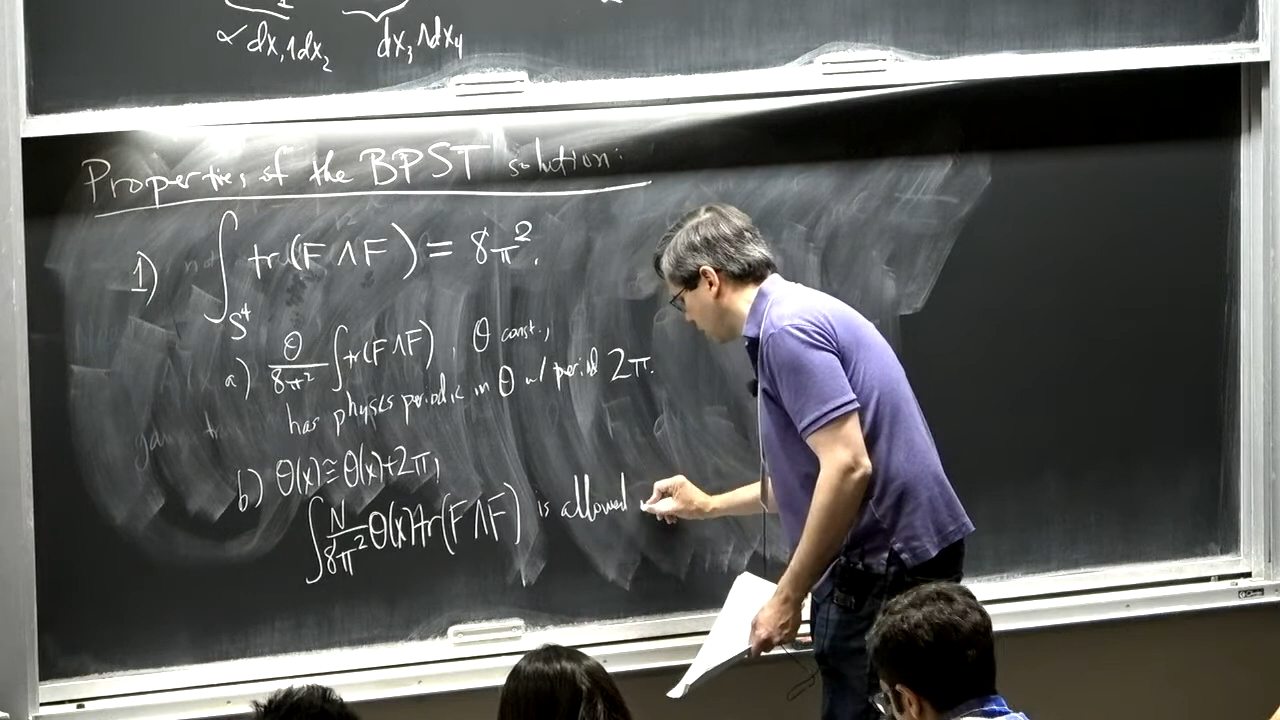 α dx₁∧dx₂ dx₃∧dx₄
Properties of the BPST solution:
1) ∫_{S⁴} tr(F∧F) = 8π².
a) θ/8π² ∫tr(F∧F), θ const.,
has physics periodic in θ w/ period 2π.
b) θ(x)≅θ(x)+2π,
∫ N/8π² θ(x)tr(F∧F) is allowed